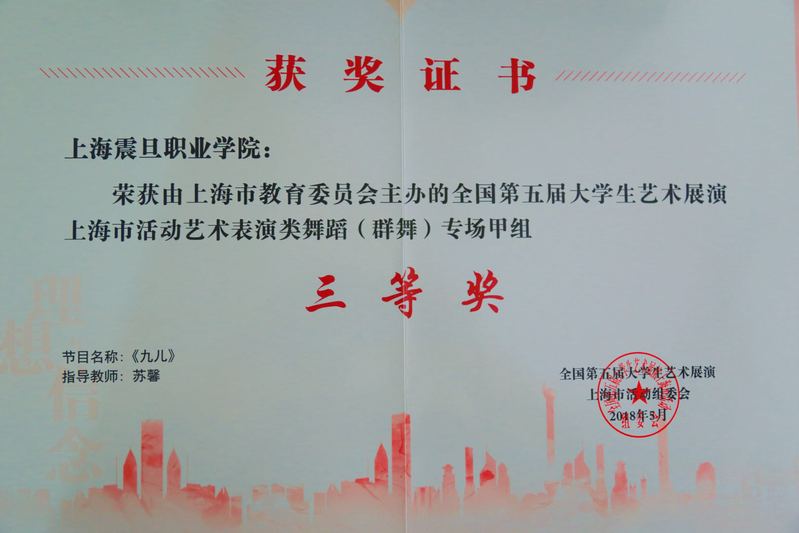 获奖证书
上海震旦职业学院：
荣获由上海市教育委员会主办的全国第五届大学生艺术展演
上海市活动艺术表演类舞蹈（群舞）专场甲组
三等奖
理想信念
节目名称：《九儿》
指导教师：苏馨
全国第五届大学生艺术展演
上海市活动组委会
2018年5月